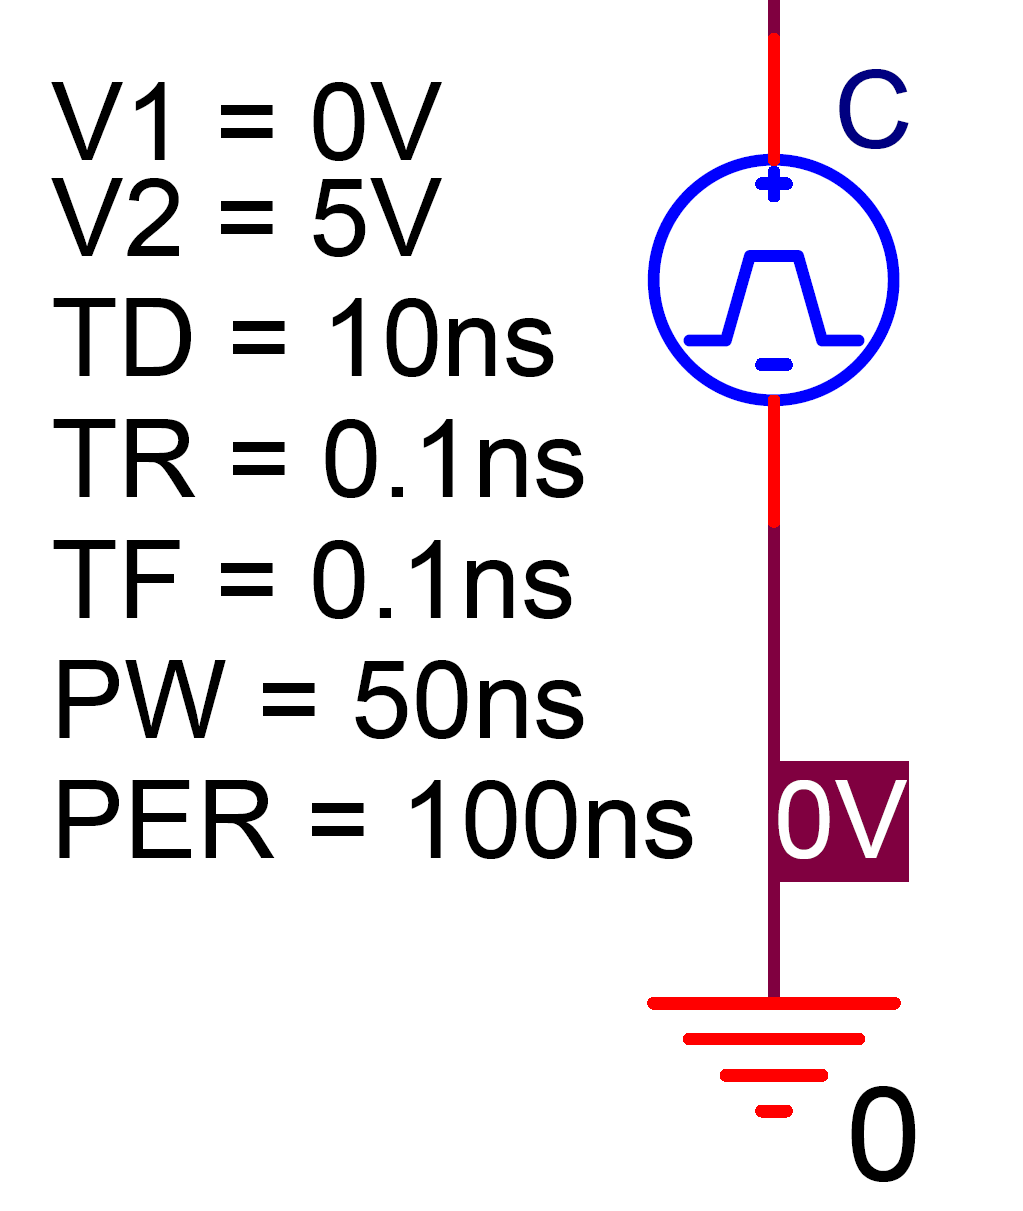 C
V1 = 0V
V2 = 5V
TD = 10ns
TR = 0.1ns
TF = 0.1ns
PW = 50ns
PER = 100ns
0V
0